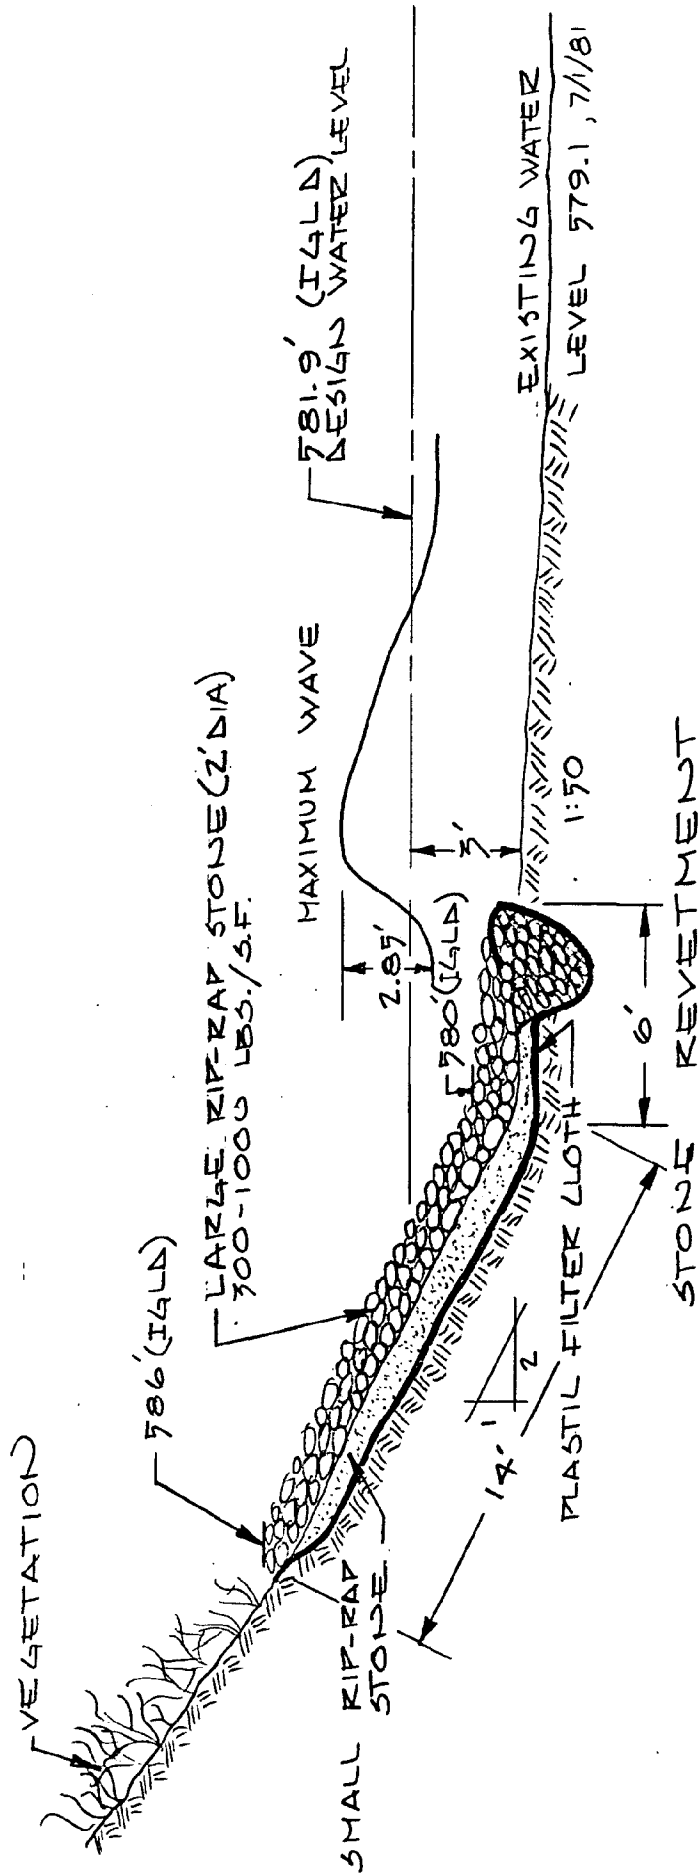 VEGETATION
586' (IGLD)
LARGE RIP-RAP STONE (2' DIA)
300-1000 LBS./S.F.
MAXIMUM WAVE
581.9' (IGLD)
DESIGN WATER LEVEL
2.85'
580' (IGLD)
3'
EXISTING WATER
LEVEL 579.1, 7/1/81
1:50
SMALL RIP-RAP
STONE
1
2
14'
PLASTIC FILTER CLOTH
6'
STONE REVETMENT